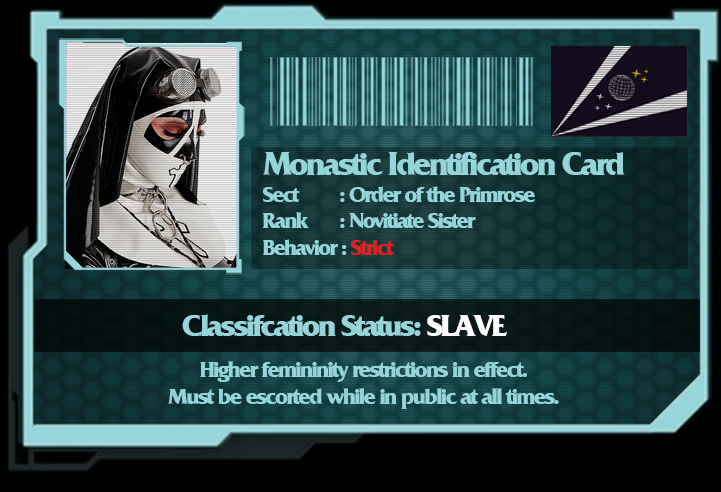 Monastic Identification Card
Sect : Order of the Primrose
Rank : Novitiate Sister
Behavior : Strict
Classifcation Status: SLAVE
Higher femininity restrictions in effect.
Must be escorted while in public at all times.